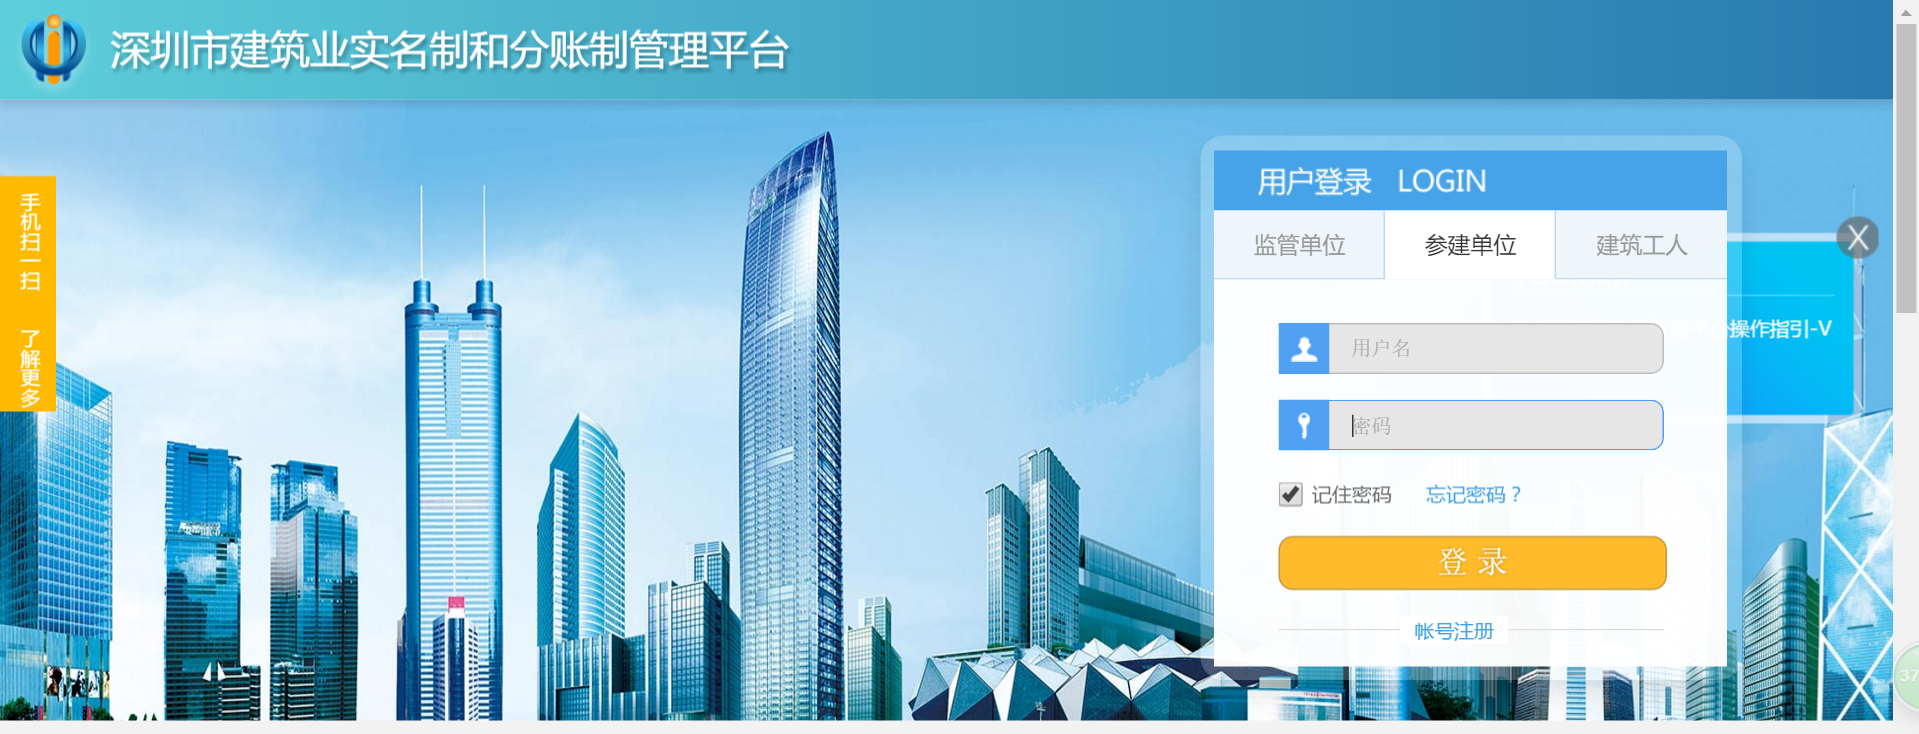 深圳市建筑业实名制和分账制管理平台
手机扫一扫 了解更多
用户登录 LOGIN
监管单位 参建单位 建筑工人
操作指引-V
用户名
密码
记住密码 忘记密码？
登 录
帐号注册
37